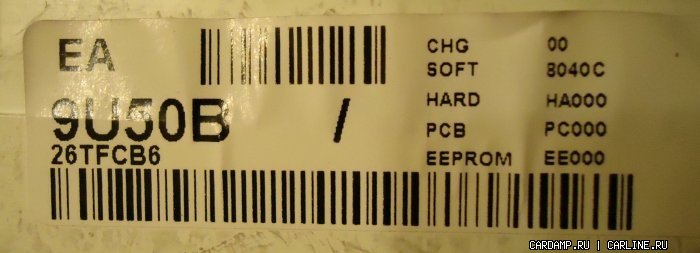 EA
9U50B /
26TFCB6
CHG 00
SOFT 8040C
HARD HA000
PCB PC000
EEPROM EE000
CARDAMP.RU | CARLINE.RU